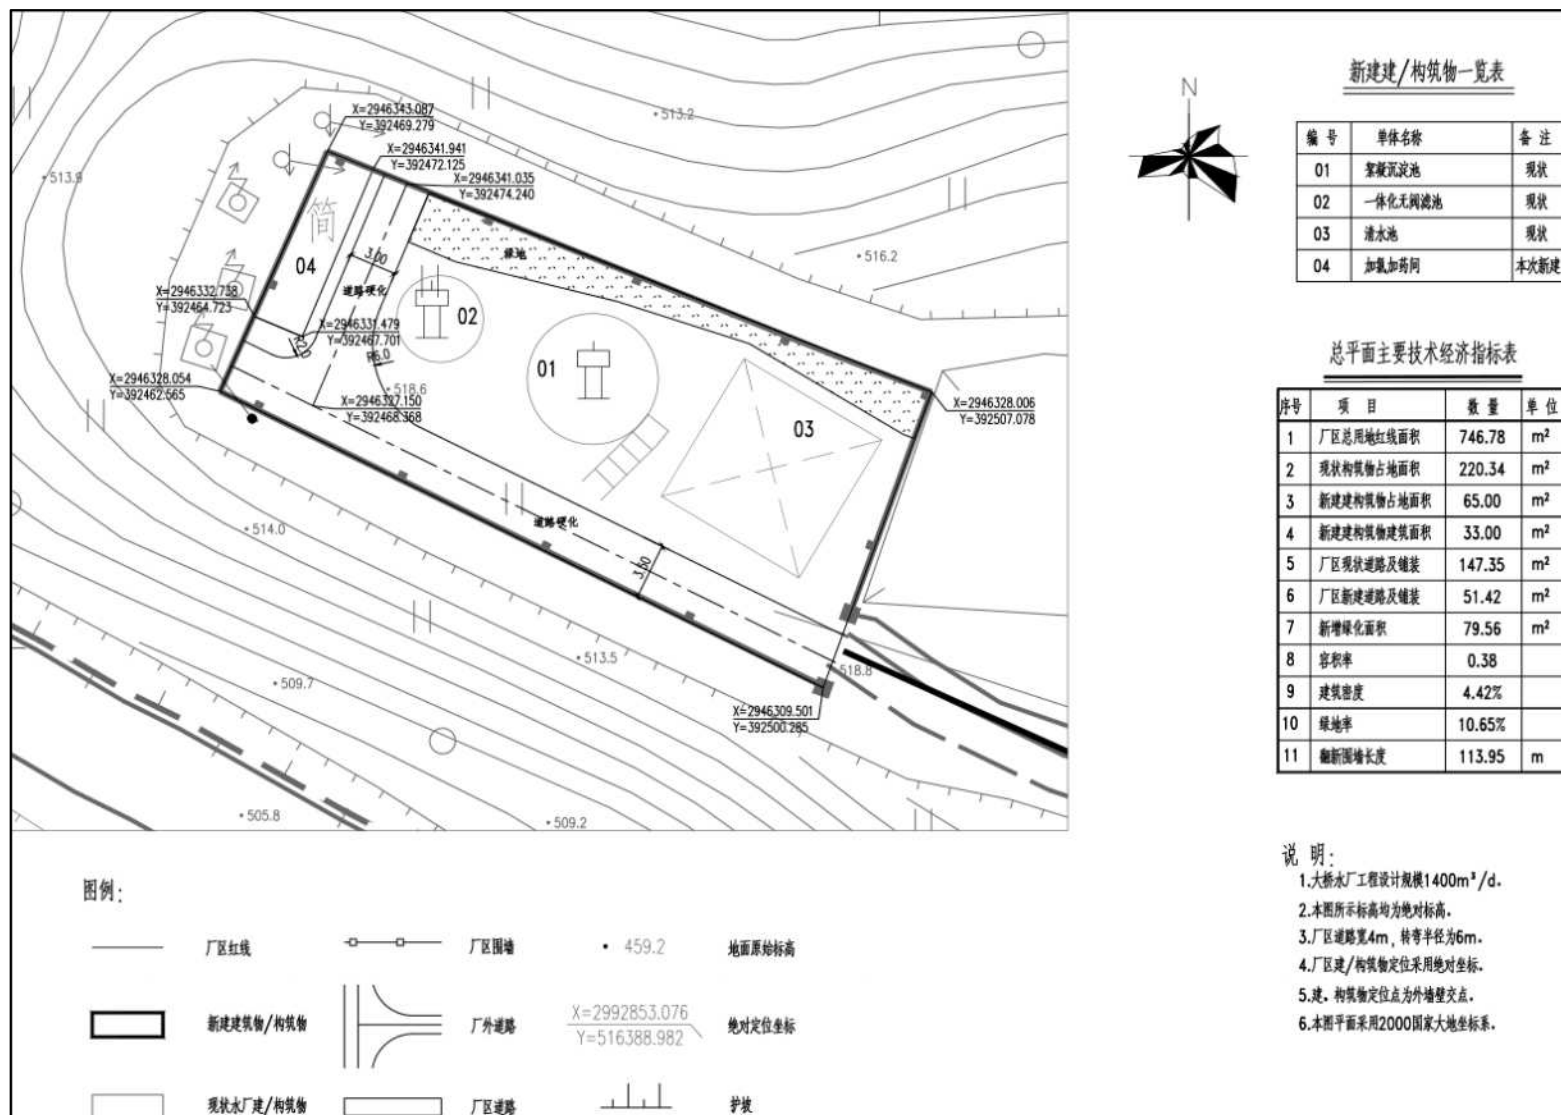 X=2946343.087
Y=392469.279
X=2946341.941
Y=392472.125
X=2946341.035
Y=392474.240
513.2
513.9
简
516.2
绿地
04
3.00
道路硬化
X=2946332.738
Y=392464.723
02
X=2946331.479
Y=392467.701
R2.0
R6.0
01
X=2946328.054
Y=392462.565
518.6
X=2946327.150
Y=392468.368
X=2946328.006
Y=392507.078
03
514.0
道路硬化
513.5
518.8
509.7
X=2946309.501
Y=392500.285
505.8
509.2
N
新建建/构筑物一览表
编 号 单体名称 备 注
01 絮凝沉淀池 现状
02 一体化无阀滤池 现状
03 清水池 现状
04 加氯加药间 本次新建
总平面主要技术经济指标表
序号 项 目 数 量 单 位
1 厂区总用地红线面积 746.78 m²
2 现状构筑物占地面积 220.34 m²
3 新建建构筑物占地面积 65.00 m²
4 新建建构筑物建筑面积 33.00 m²
5 厂区现状道路及铺装 147.35 m²
6 厂区新建道路及铺装 51.42 m²
7 新增绿化面积 79.56 m²
8 容积率 0.38
9 建筑密度 4.42%
10 绿地率 10.65%
11 翻新围墙长度 113.95 m
说 明：
1.大桥水厂工程设计规模1400m³/d.
2.本图所示标高均为绝对标高.
3.厂区道路宽4m，转弯半径为6m.
4.厂区建/构筑物定位采用绝对坐标.
5.建、构筑物定位点为外墙壁交点.
6.本图平面采用2000国家大地坐标系.
图例：
厂区红线
厂区围墙
459.2
地面原始标高
新建建筑物/构筑物
厂外道路
X=2992853.076
Y=516388.982
绝对定位坐标
现状水厂建/构筑物
厂区道路
护坡